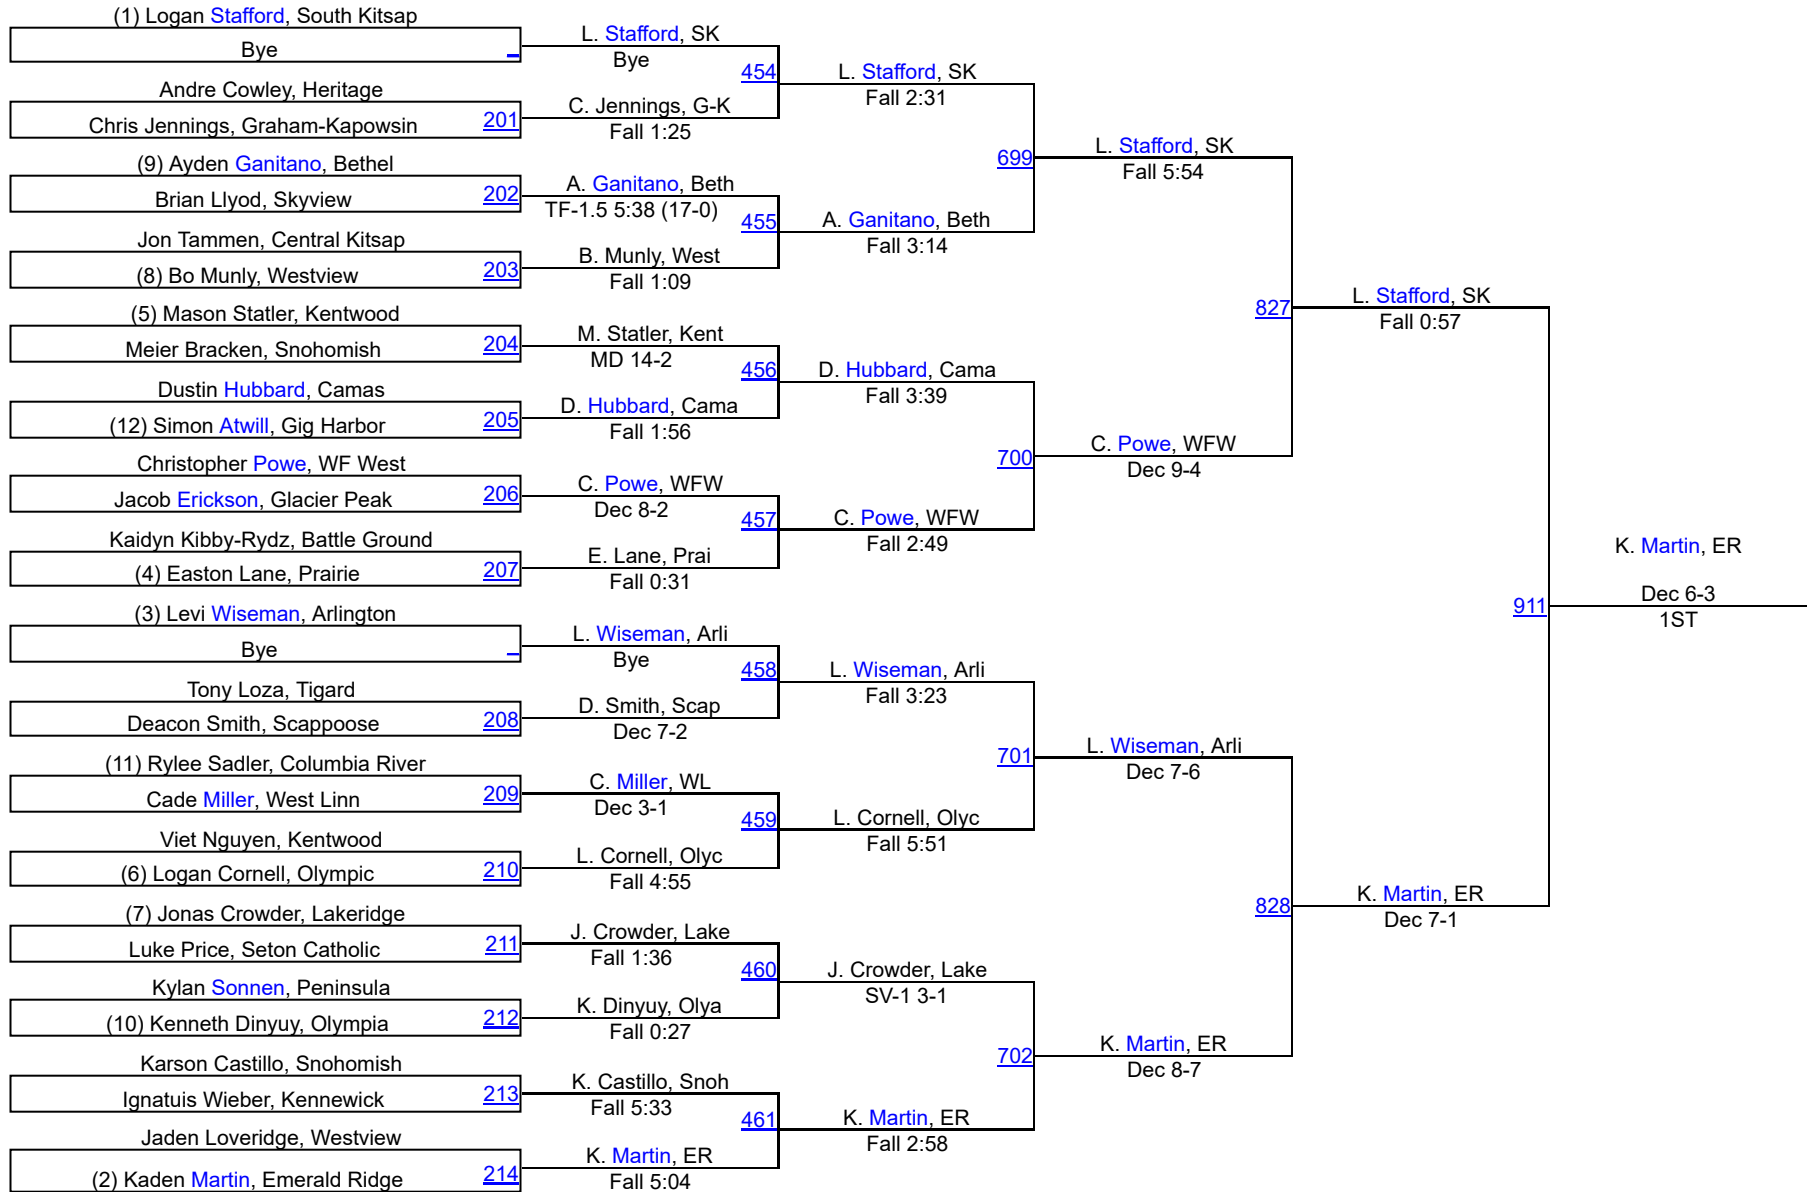 (1) Logan Stafford, South Kitsap
Bye
Andre Cowley, Heritage
Chris Jennings, Graham-Kapowsin
201
(9) Ayden Ganitano, Bethel
Brian Llyod, Skyview
202
Jon Tammen, Central Kitsap
(8) Bo Munly, Westview
203
(5) Mason Statler, Kentwood
Meier Bracken, Snohomish
204
Dustin Hubbard, Camas
(12) Simon Atwill, Gig Harbor
205
Christopher Powe, WF West
Jacob Erickson, Glacier Peak
206
Kaidyn Kibby-Rydz, Battle Ground
(4) Easton Lane, Prairie
207
(3) Levi Wiseman, Arlington
Bye
Tony Loza, Tigard
Deacon Smith, Scappoose
208
(11) Rylee Sadler, Columbia River
Cade Miller, West Linn
209
Viet Nguyen, Kentwood
(6) Logan Cornell, Olympic
210
(7) Jonas Crowder, Lakeridge
Luke Price, Seton Catholic
211
Kylan Sonnen, Peninsula
(10) Kenneth Dinyuy, Olympia
212
Karson Castillo, Snohomish
Ignatuis Wieber, Kennewick
213
Jaden Loveridge, Westview
(2) Kaden Martin, Emerald Ridge
214
L. Stafford, SK
Bye
454
C. Jennings, G-K
Fall 1:25
A. Ganitano, Beth
TF-1.5 5:38 (17-0)
455
B. Munly, West
Fall 1:09
M. Statler, Kent
MD 14-2
456
D. Hubbard, Cama
Fall 1:56
C. Powe, WFW
Dec 8-2
457
E. Lane, Prai
Fall 0:31
L. Wiseman, Arli
Bye
458
D. Smith, Scap
Dec 7-2
C. Miller, WL
Dec 3-1
459
L. Cornell, Olyc
Fall 4:55
J. Crowder, Lake
Fall 1:36
460
K. Dinyuy, Olya
Fall 0:27
K. Castillo, Snoh
Fall 5:33
461
K. Martin, ER
Fall 5:04
L. Stafford, SK
Fall 2:31
699
A. Ganitano, Beth
Fall 3:14
D. Hubbard, Cama
Fall 3:39
700
C. Powe, WFW
Fall 2:49
L. Wiseman, Arli
Fall 3:23
701
L. Cornell, Olyc
Fall 5:51
J. Crowder, Lake
SV-1 3-1
702
K. Martin, ER
Fall 2:58
L. Stafford, SK
Fall 5:54
827
C. Powe, WFW
Dec 9-4
L. Wiseman, Arli
Dec 7-6
828
K. Martin, ER
Dec 8-7
L. Stafford, SK
Fall 0:57
911
K. Martin, ER
Dec 7-1
K. Martin, ER
Dec 6-3
1ST